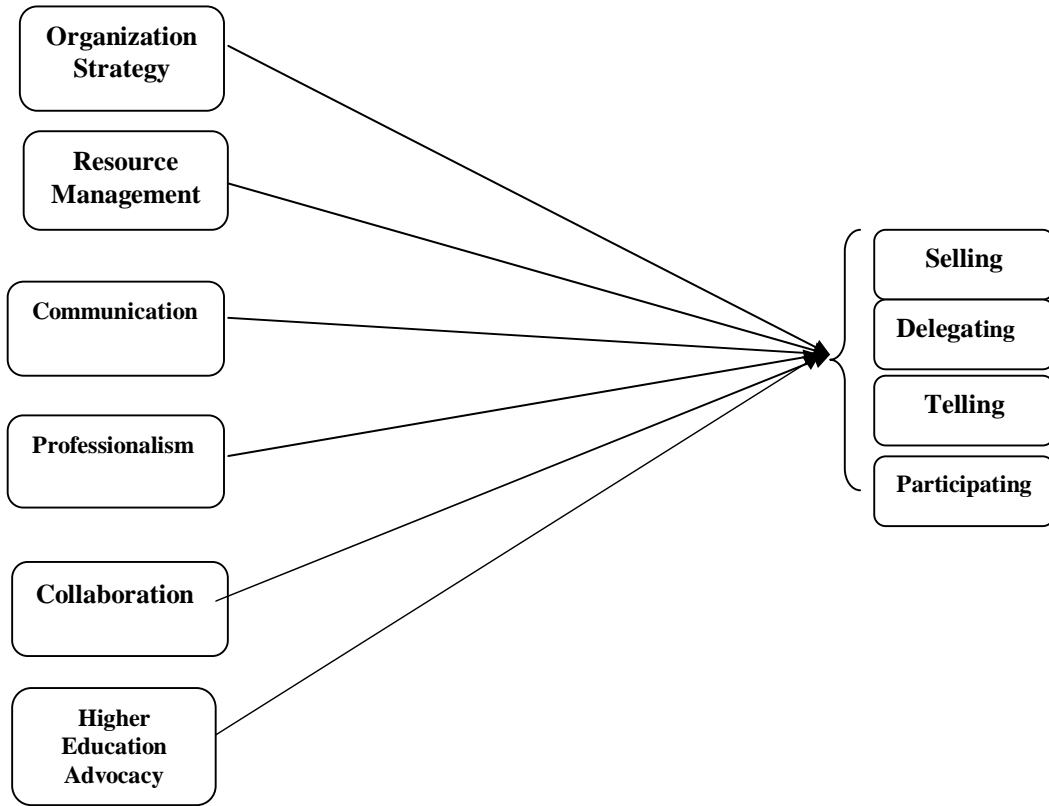 Organization
Strategy
Resource
Management
Communication
Professionalism
Collaboration
Higher
Education
Advocacy
Selling
Delegating
Telling
Participating